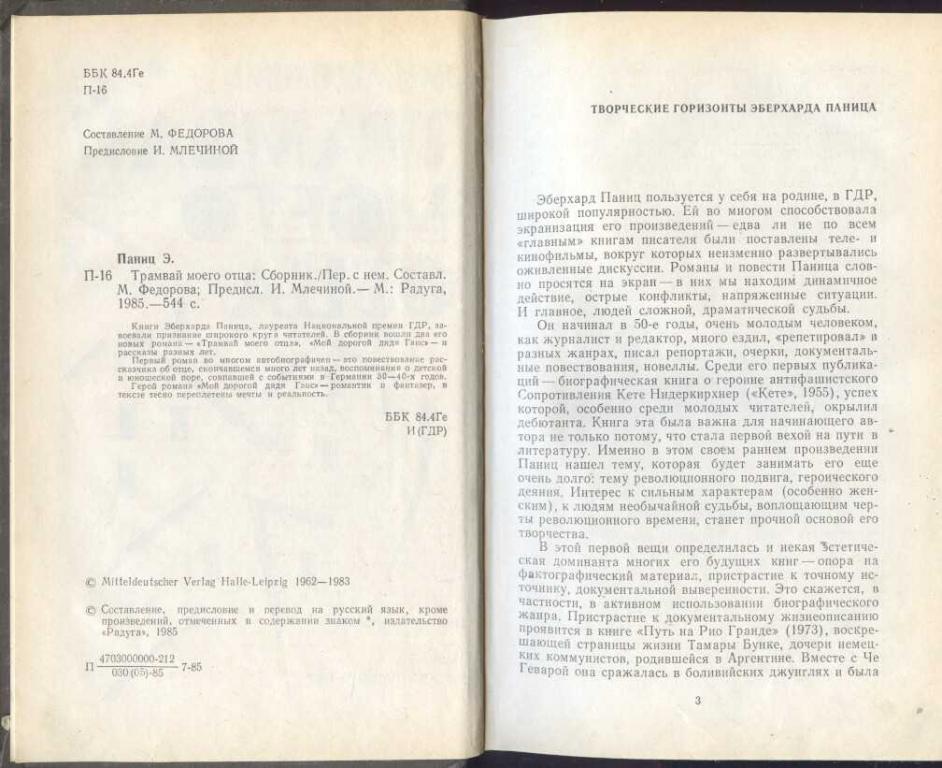 ББК 84.4Ге
П-16
Составление М. ФЕДОРОВА
Предисловие И. МЛЕЧИНОЙ
Паниц Э.
П-16 Трамвай моего отца: Сборник./Пер. с нем. Составл.
М. Федорова; Предисл. И. Млечиной.— М.: Радуга,
1985.—544 с.
Книги Эберхарда Паница, лауреата Национальной премии ГДР, за-
воевали признание широкого круга читателей. В сборник вошли два его
новых романа — «Трамвай моего отца», «Мой дорогой дядя Ганс» — и
рассказы разных лет.
Первый роман во многом автобиографичен — это повествование рас-
сказчика об отце, скончавшемся много лет назад, воспоминания о детской
и юношеской поре, совпавшей с событиями в Германии 30—40-х годов.
Герой романа «Мой дорогой дядя Ганс» — романтик и фантазер, в
тексте тесно переплетены мечты и реальность.
ББК 84.4Ге
И(ГДР)
© Mitteldeutscher Verlag Halle-Leipzig 1962—1983
© Составление, предисловие и перевод на русский язык, кроме
произведений, отмеченных в содержании знаком *, издательство
«Радуга», 1985
П 4703000000-212
030(05)-85 7-85
ТВОРЧЕСКИЕ ГОРИЗОНТЫ ЭБЕРХАРДА ПАНИЦА
Эберхард Паниц пользуется у себя на родине, в ГДР,
широкой популярностью. Ей во многом способствовала
экранизация его произведений — едва ли не по всем
«главным» книгам писателя были поставлены теле- и
кинофильмы, вокруг которых неизменно развертывались
оживленные дискуссии. Романы и повести Паница слов-
но просятся на экран — в них мы находим динамичное
действие, острые конфликты, напряженные ситуации.
И главное, людей сложной, драматической судьбы.
Он начинал в 50-е годы, очень молодым человеком,
как журналист и редактор, много ездил, «репетировал» в
разных жанрах, писал репортажи, очерки, документаль-
ные повествования, новеллы. Среди его первых публика-
ций — биографическая книга о героине антифашистского
Сопротивления Кете Нидеркирхнер («Кете», 1955), успех
которой, особенно среди молодых читателей, окрылил
дебютанта. Книга эта была важна для начинающего ав-
тора не только потому, что стала первой вехой на пути в
литературу. Именно в этом своем раннем произведении
Паниц нашел тему, которая будет занимать его еще
очень долго: тему революционного подвига, героического
деяния. Интерес к сильным характерам (особенно жен-
ским), к людям необычайной судьбы, воплощающим чер-
ты революционного времени, станет прочной основой его
творчества.
В этой первой вещи определилась и некая эстетиче-
ская доминанта многих его будущих книг — опора на
фактографический материал, пристрастие к точному ис-
точнику, документальной выверенности. Это скажется, в
частности, в активном использовании биографического
жанра. Пристрастие к документальному жизнеописанию
проявится в книге «Путь на Рио Гранде» (1973), воскре-
шающей страницы жизни Тамары Бунке, дочери немец-
ких коммунистов, родившейся в Аргентине. Вместе с Че
Геварой она сражалась в боливийских джунглях и была
3